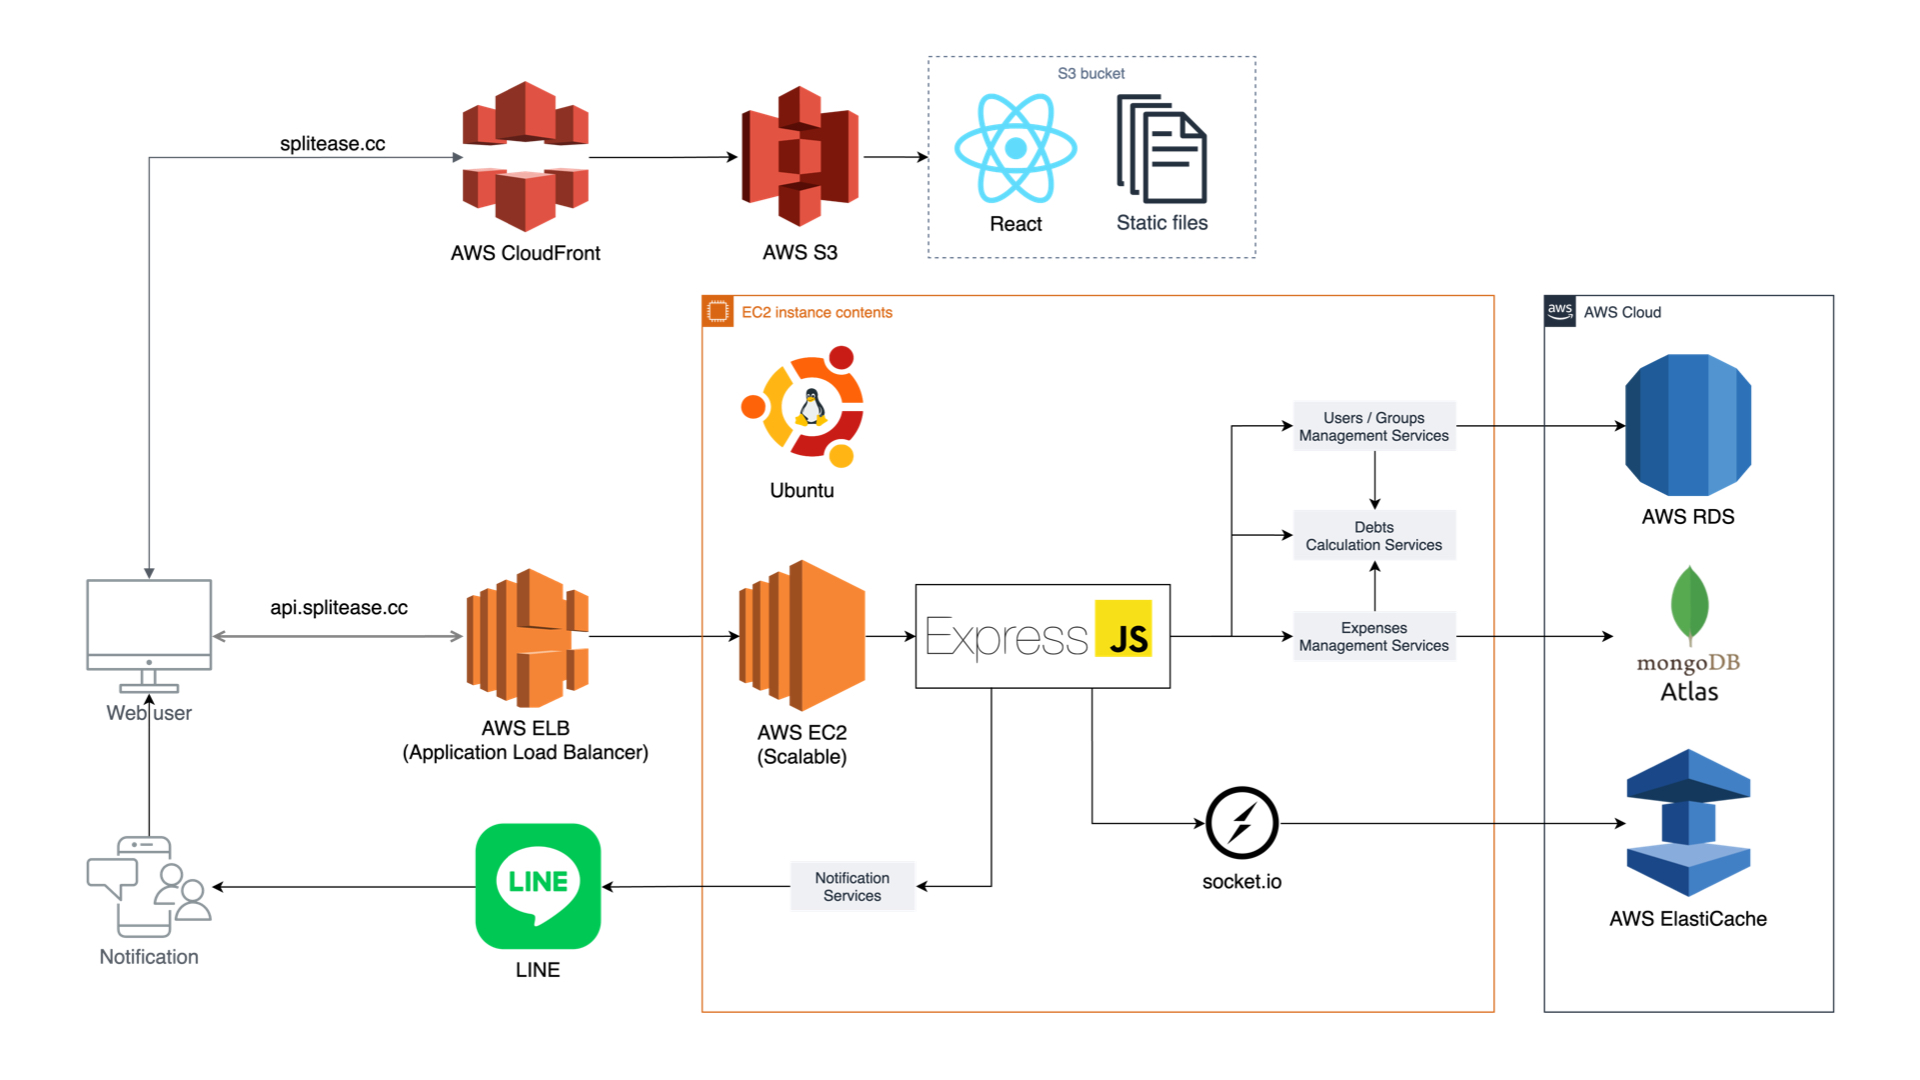 S3 bucket
splitease.cc
React
Static files
AWS CloudFront
AWS S3
EC2 instance contents
aws
AWS Cloud
Users / Groups
Management Services
Ubuntu
AWS RDS
Debts
Calculation Services
api.splitease.cc
Express
JS
Expenses
Management Services
mongoDB
Atlas
Web user
AWS ELB
(Application Load Balancer)
AWS EC2
(Scalable)
LINE
Notification
Services
socket.io
AWS ElastiCache
Notification
LINE